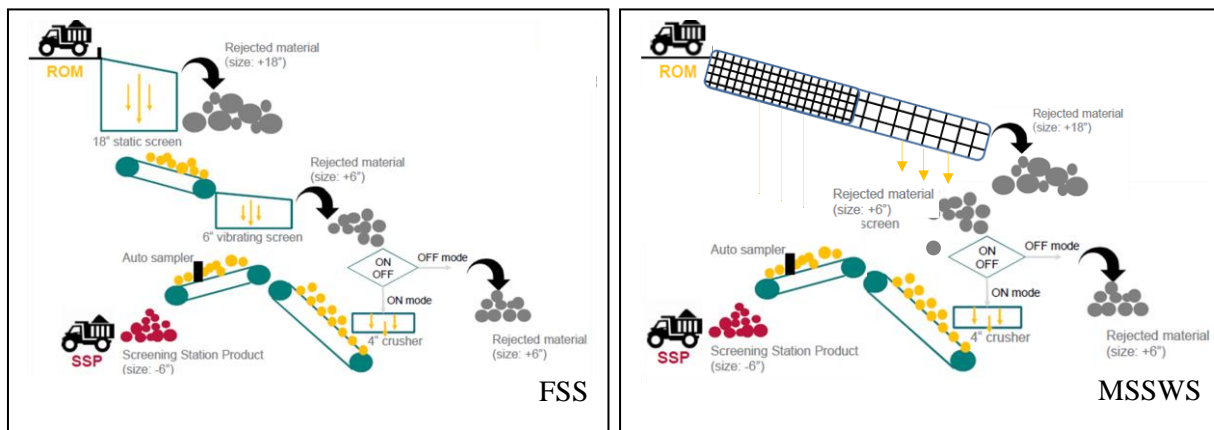 ROM
Rejected material
(size: +18")
18" static screen
Rejected material
(size: +6")
6" vibrating screen
Auto sampler
ON
OFF
OFF mode
ON mode
4" crusher
Rejected material
(size: +6")
SSP
Screening Station Product
(size: -6")
FSS
ROM
Rejected material
(size: +18")
Rejected material
(size: +6")
screen
Auto sampler
ON
OFF
OFF mode
ON mode
4" crusher
Rejected material
(size: +6")
SSP
Screening Station Product
(size: -6")
MSSWS